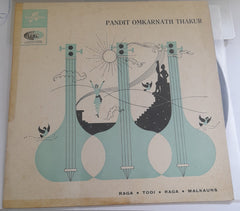 PANDIT OMKARNATH THAKUR
RAGA • TODI • RAGA • MALKAUNS